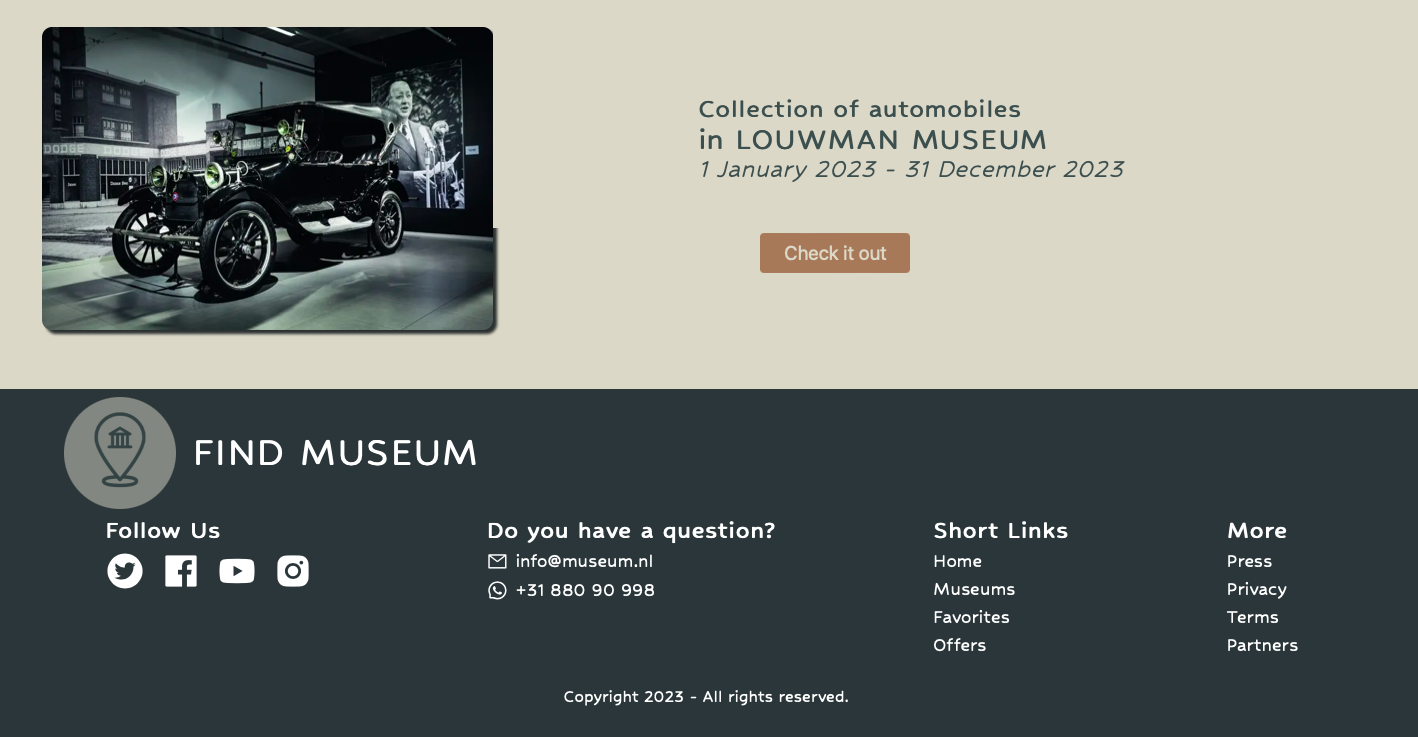 DODGE
DODGE BR
Collection of automobiles
in LOUWMAN MUSEUM
1 January 2023 - 31 December 2023
Check it out
FIND MUSEUM
Follow Us
Do you have a question?
info@museum.nl
+31 880 90 998
Short Links
Home
Museums
Favorites
Offers
More
Press
Privacy
Terms
Partners
Copyright 2023 - All rights reserved.